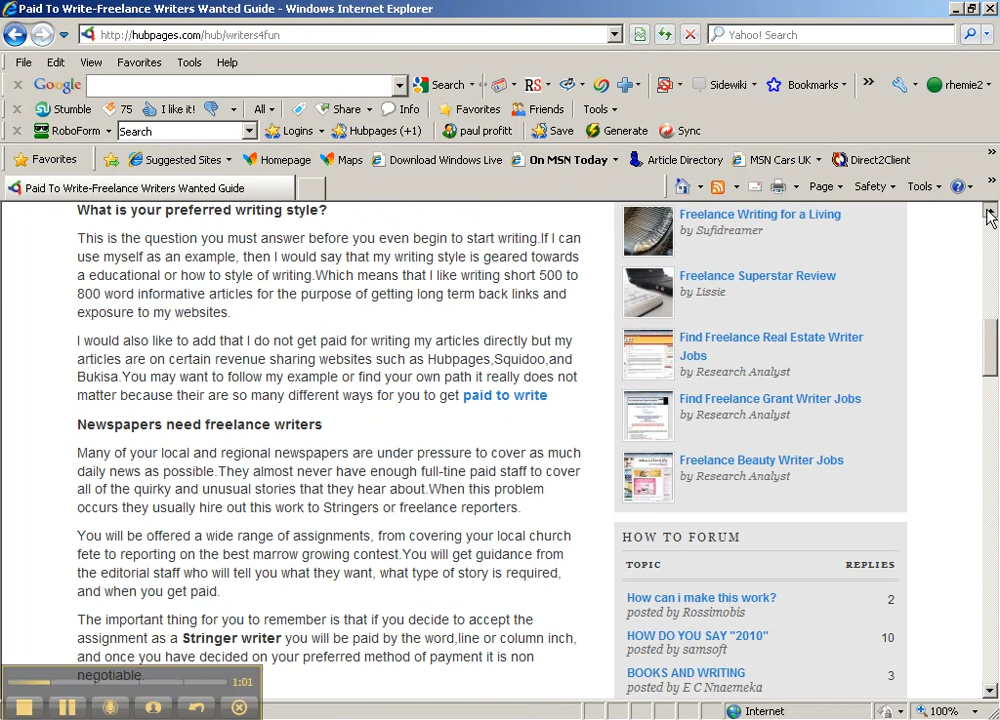 Paid To Write-Freelance Writers Wanted Guide - Windows Internet Explorer
http://hubpages.com/hub/writers4fun
Yahoo! Search
File Edit View Favorites Tools Help
x Google Search RS Sidewiki Bookmarks » rhemie2
x Stumble 75 I like it! All Share Info Favorites Friends Tools
x RoboForm Search Logins Hubpages (+1) paul profitt Save Generate Sync
Favorites Suggested Sites Homepage Maps Download Windows Live On MSN Today Article Directory MSN Cars UK Direct2Client »
Paid To Write-Freelance Writers Wanted Guide Page Safety Tools »
What is your preferred writing style?
This is the question you must answer before you even begin to start writing.If I can
use myself as an example, then I would say that my writing style is geared towards
a educational or how to style of writing.Which means that I like writing short 500 to
800 word informative articles for the purpose of getting long term back links and
exposure to my websites.
I would also like to add that I do not get paid for writing my articles directly but my
articles are on certain revenue sharing websites such as Hubpages,Squidoo,and
Bukisa.You may want to follow my example or find your own path it really does not
matter because their are so many different ways for you to get paid to write
Newspapers need freelance writers
Many of your local and regional newspapers are under pressure to cover as much
daily news as possible.They almost never have enough full-tine paid staff to cover
all of the quirky and unusual stories that they hear about.When this problem
occurs they usually hire out this work to Stringers or freelance reporters.
You will be offered a wide range of assignments, from covering your local church
fete to reporting on the best marrow growing contest.You will get guidance from
the editorial staff who will tell you what they want, what type of story is required,
and when you get paid.
The important thing for you to remember is that if you decide to accept the
assignment as a Stringer writer you will be paid by the word,line or column inch,
and once you have decided on your preferred method of payment it is non
negotiable.
Freelance Writing for a Living
by Sufidreamer
Freelance Superstar Review
by Lissie
Find Freelance Real Estate Writer
Jobs
by Research Analyst
Find Freelance Grant Writer Jobs
by Research Analyst
Freelance Beauty Writer Jobs
by Research Analyst
HOW TO FORUM
TOPIC REPLIES
How can i make this work? 2
posted by Rossimobis
HOW DO YOU SAY "2010" 10
posted by samsoft
BOOKS AND WRITING 3
posted by E C Nnaemeka
1:01
Internet 100%